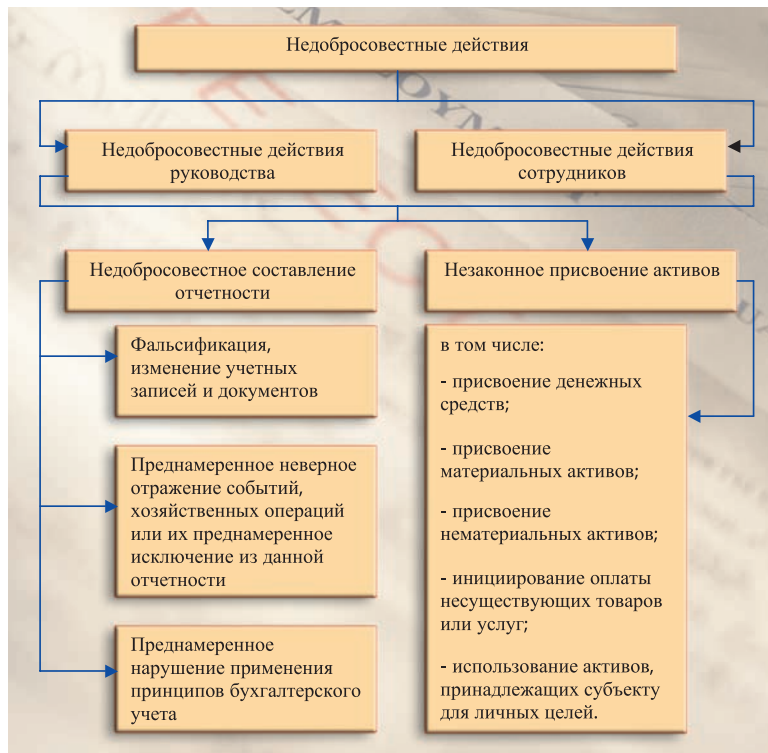 Недобросовестные действия
Недобросовестные действия
руководства
Недобросовестные действия
сотрудников
Недобросовестное составление
отчетности
Незаконное присвоение активов
Фальсификация,
изменение учетных
записей и документов
Преднамеренное неверное
отражение событий,
хозяйственных операций
или их преднамеренное
исключение из данной
отчетности
Преднамеренное
нарушение применения
принципов бухгалтерского
учета
в том числе:
- присвоение денежных
средств;
- присвоение
материальных активов;
- присвоение
нематериальных активов;
- инициирование оплаты
несуществующих товаров
или услуг;
- использование активов,
принадлежащих субъекту
для личных целей.